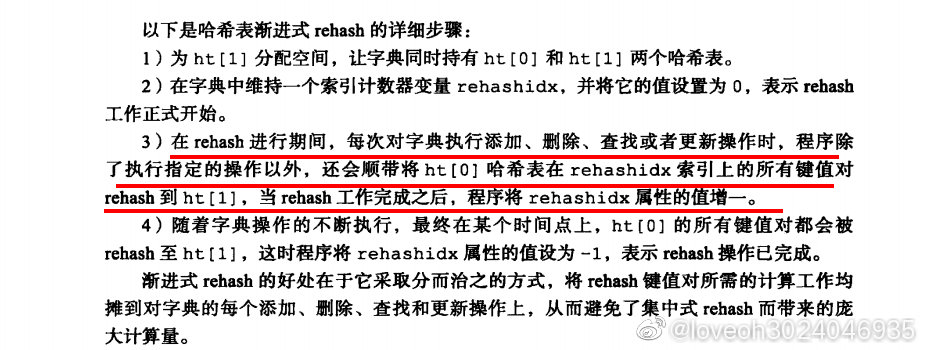 以下是哈希表渐进式 rehash 的详细步骤：
1）为 ht[1] 分配空间，让字典同时持有 ht[0] 和 ht[1] 两个哈希表。
2）在字典中维持一个索引计数器变量 rehashidx，并将它的值设置为 0，表示 rehash
工作正式开始。
3）在 rehash 进行期间，每次对字典执行添加、删除、查找或者更新操作时，程序除
了执行指定的操作以外，还会顺带将 ht[0] 哈希表在 rehashidx 索引上的所有键值对
rehash 到 ht[1]，当 rehash 工作完成之后，程序将 rehashidx 属性的值增一。
4）随着字典操作的不断执行，最终在某个时间点上，ht[0] 的所有键值对都会被
rehash 至 ht[1]，这时程序将 rehashidx 属性的值设为 -1，表示 rehash 操作已完成。
渐进式 rehash 的好处在于它采取分而治之的方式，将 rehash 键值对所需的计算工作均
摊到对字典的每个添加、删除、查找和更新操作上，从而避免了集中式 rehash 而带来的庞
大计算量。
@loveoh3024046935